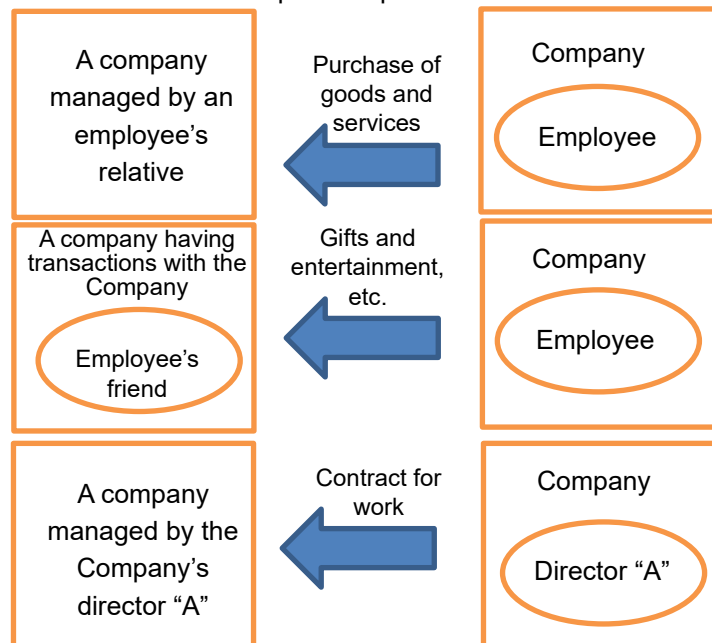 A company
managed by an
employee's
relative
Purchase of
goods and
services
Company
Employee
A company having
transactions with the
Company
Employee's
friend
Gifts and
entertainment,
etc.
Company
Employee
A company
managed by the
Company's
director "A"
Contract for
work
Company
Director "A"